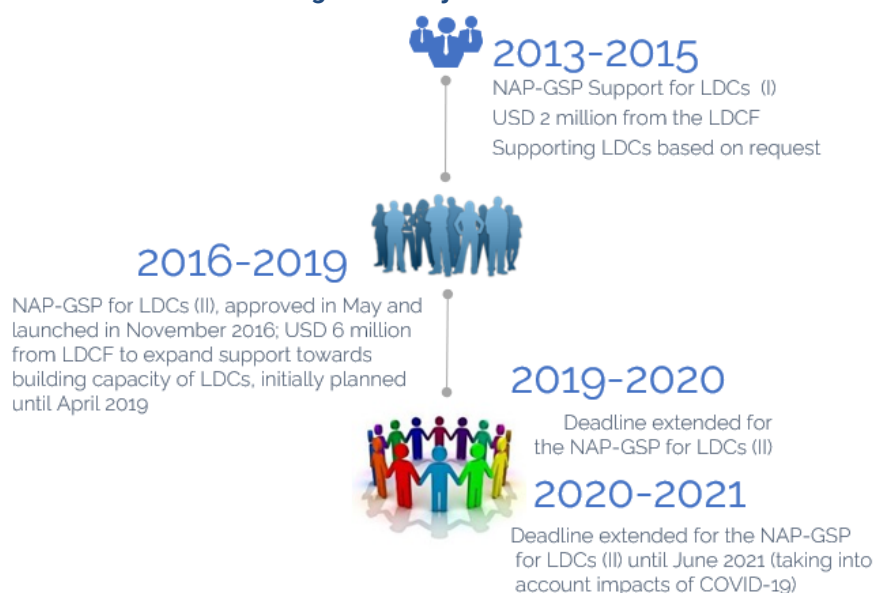 2013-2015
NAP-GSP Support for LDCs (I)
USD 2 million from the LDCF
Supporting LDCs based on request
2016-2019
NAP-GSP for LDCs (II), approved in May and
launched in November 2016; USD 6 million
from LDCF to expand support towards
building capacity of LDCs, initially planned
until April 2019
2019-2020
Deadline extended for
the NAP-GSP for LDCs (II)
2020-2021
Deadline extended for the NAP-GSP
for LDCs (II) until June 2021 (taking into
account impacts of COVID-19)